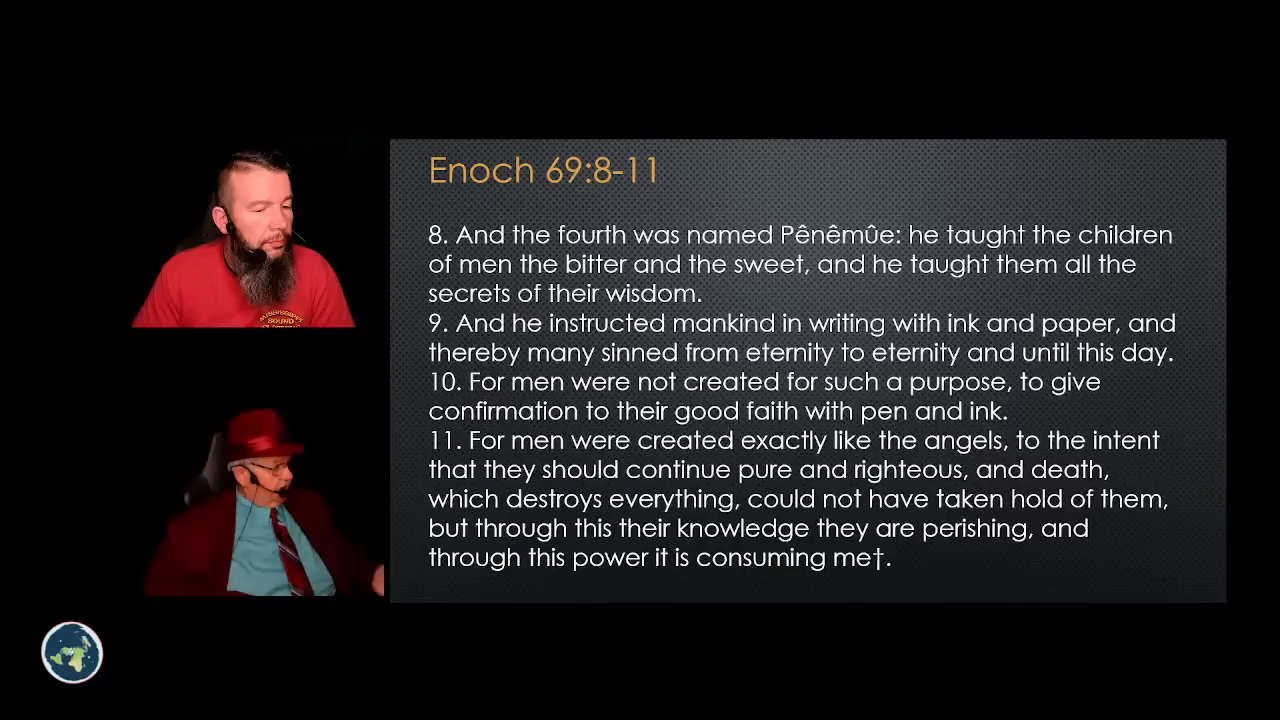 Enoch 69:8-11
8. And the fourth was named Pênêmûe: he taught the children
of men the bitter and the sweet, and he taught them all the
secrets of their wisdom.
9. And he instructed mankind in writing with ink and paper, and
thereby many sinned from eternity to eternity and until this day.
10. For men were not created for such a purpose, to give
confirmation to their good faith with pen and ink.
11. For men were created exactly like the angels, to the intent
that they should continue pure and righteous, and death,
which destroys everything, could not have taken hold of them,
but through this their knowledge they are perishing, and
through this power it is consuming me†.
MISSISSIPPI
SOUND